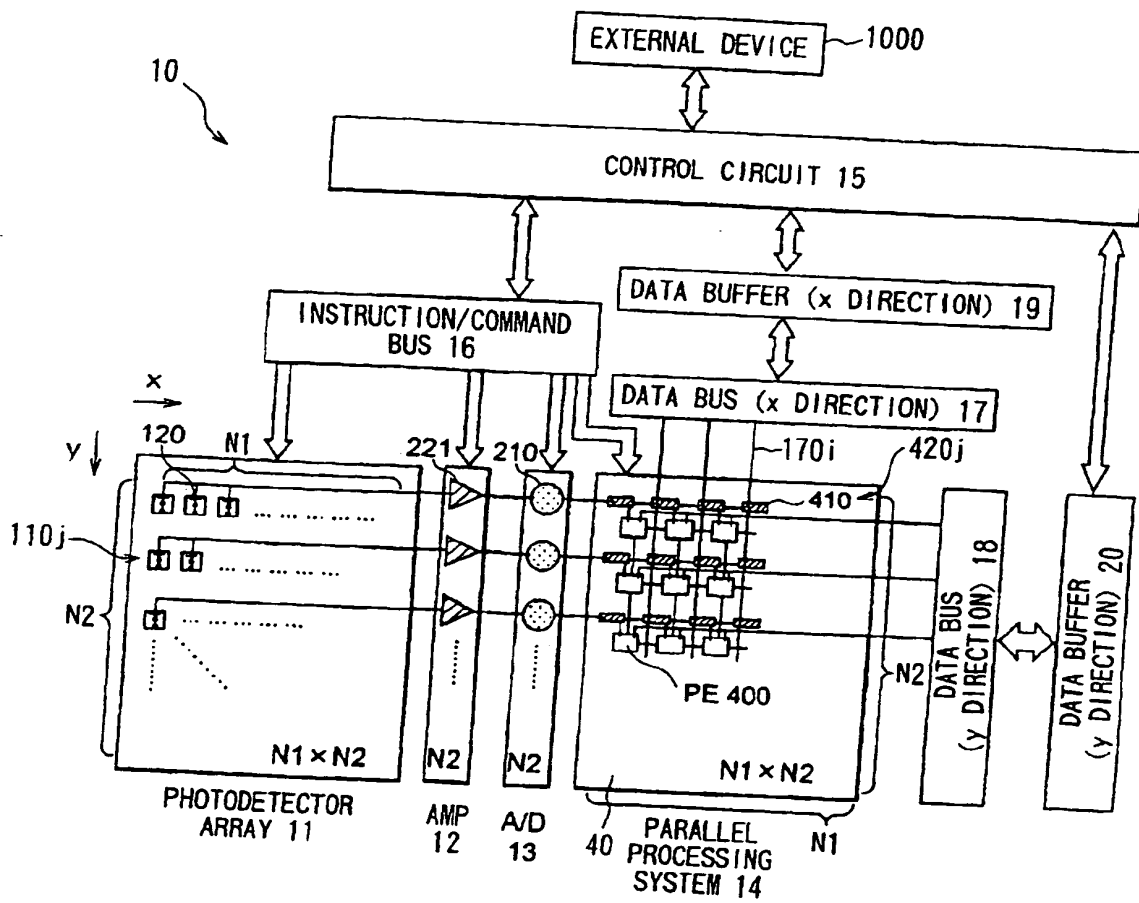 EXTERNAL DEVICE
1000
10
CONTROL CIRCUIT 15
DATA BUFFER (x DIRECTION) 19
INSTRUCTION/COMMAND
BUS 16
DATA BUS (x DIRECTION) 17
x
y
120
N1
221
210
170i
420j
410
110j
N2
N2
PE 400
N1×N2
N2
N2
N1×N2
DATA BUS
(y DIRECTION) 18
DATA BUFFER
(y DIRECTION) 20
PHOTODETECTOR
ARRAY 11
AMP
12
A/D
13
40
PARALLEL
PROCESSING
SYSTEM 14
N1